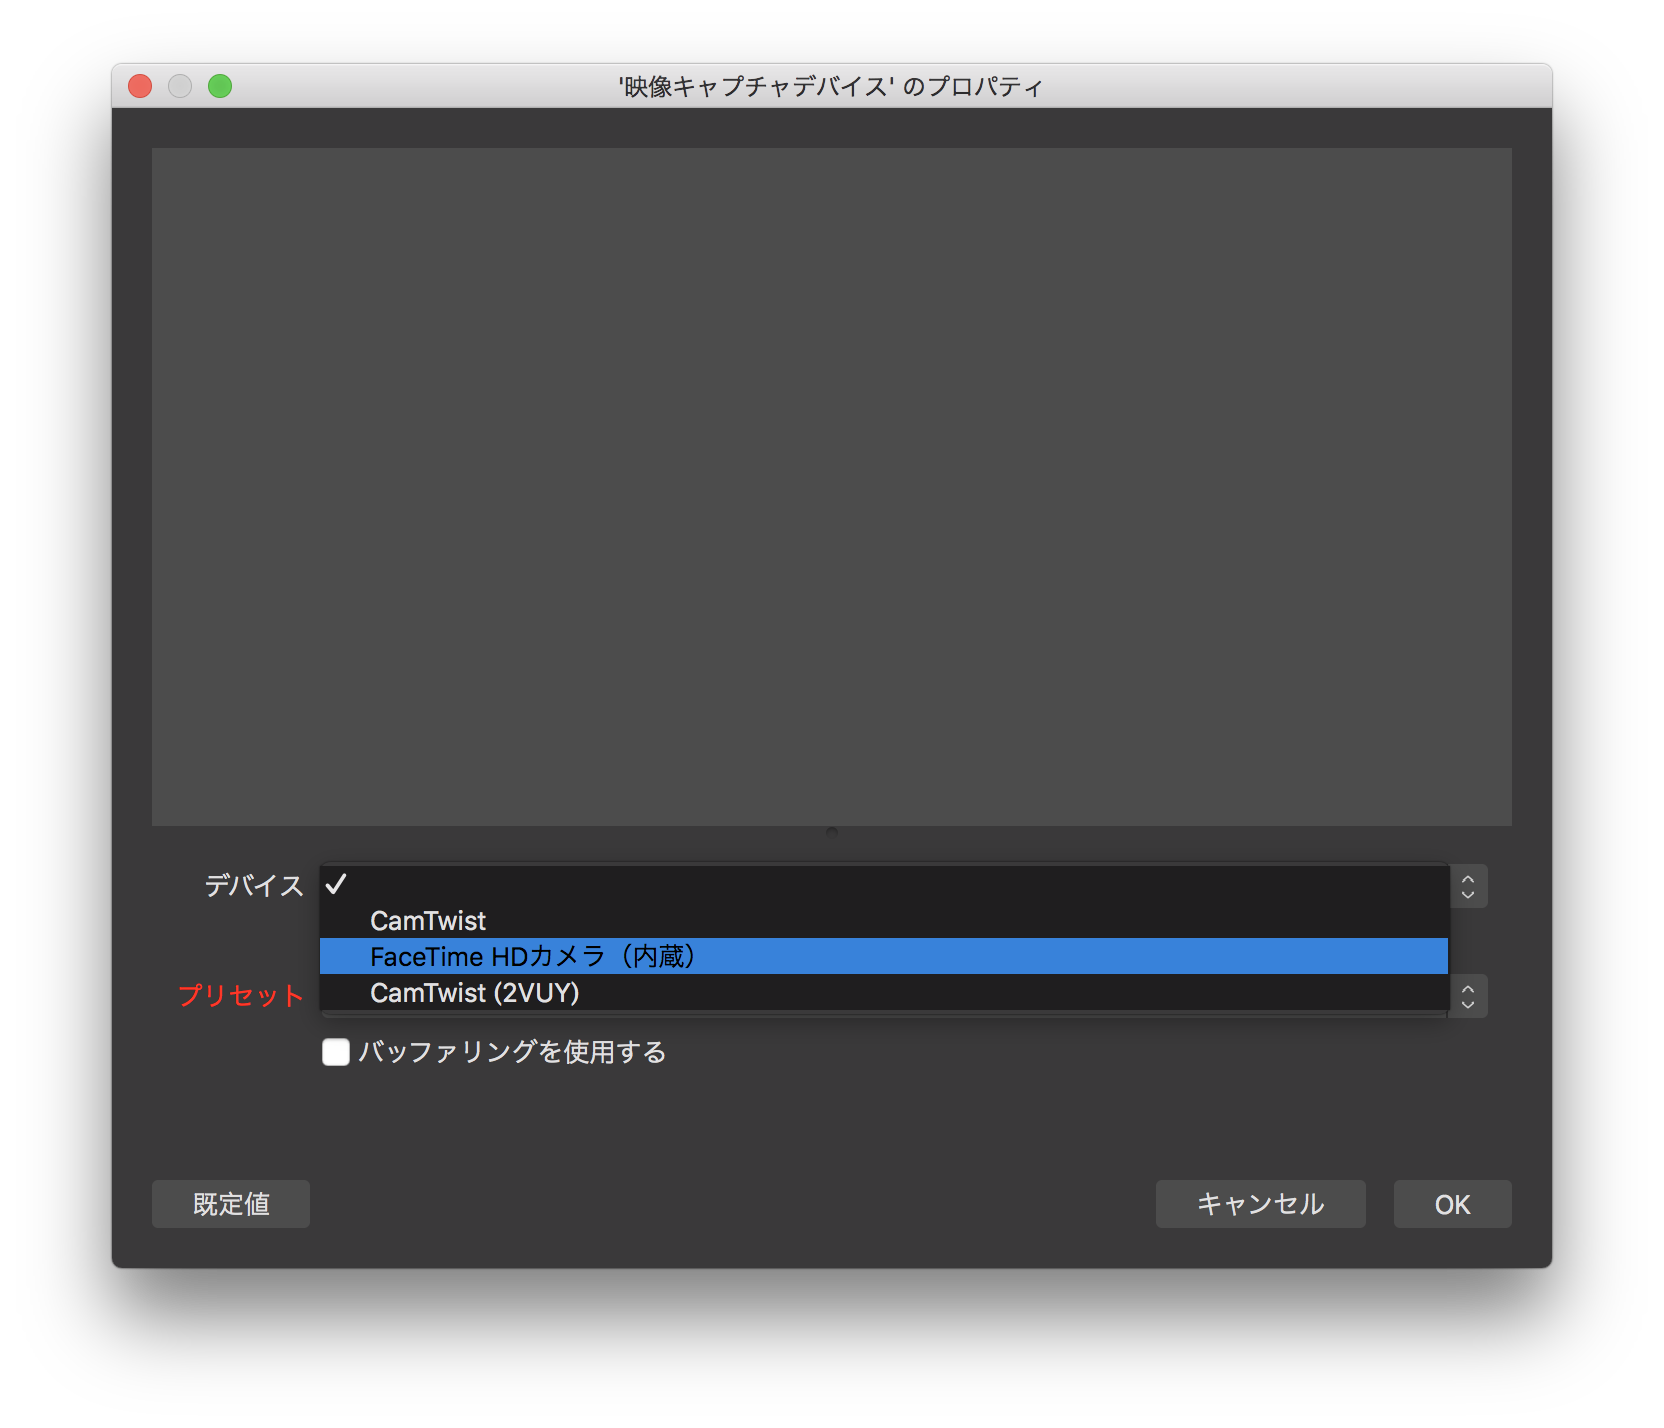 '映像キャプチャデバイス' のプロパティ
デバイス
CamTwist
FaceTime HDカメラ（内蔵）
CamTwist (2VUY)
プリセット
バッファリングを使用する
既定値
キャンセル
OK